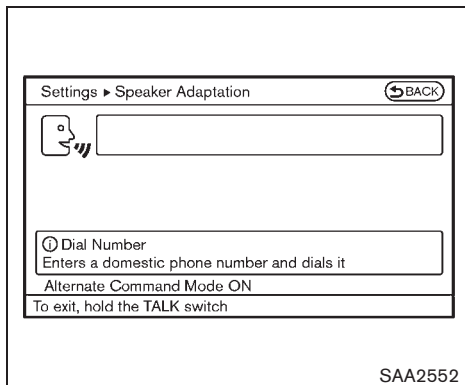 Settings ▸ Speaker Adaptation BACK
ⓘ Dial Number
Enters a domestic phone number and dials it
Alternate Command Mode ON
To exit, hold the TALK switch
SAA2552